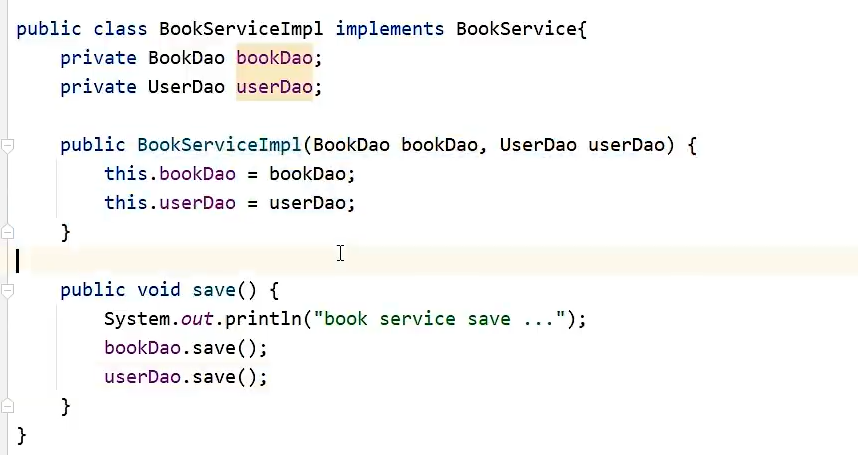 public class BookServiceImpl implements BookService{
    private BookDao bookDao;
    private UserDao userDao;
    public BookServiceImpl(BookDao bookDao, UserDao userDao) {
        this.bookDao = bookDao;
        this.userDao = userDao;
    }
    public void save() {
        System.out.println("book service save ...");
        bookDao.save();
        userDao.save();
    }
}